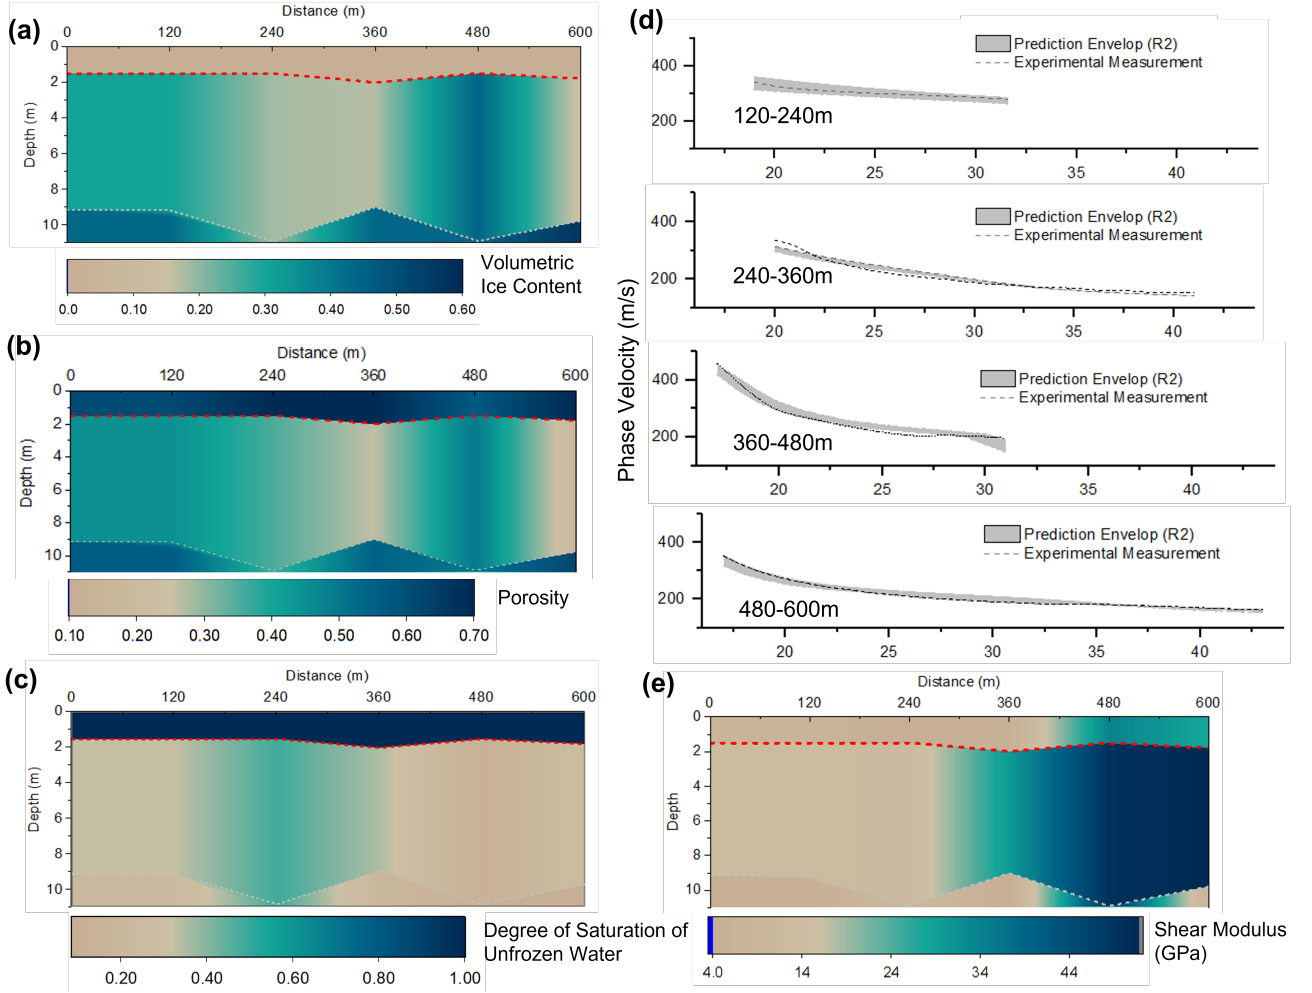 (a)
Distance (m)
0 120 240 360 480 600
0
2
4
6
8
10
Depth (m)
0.0 0.10 0.20 0.30 0.40 0.50 0.60
Volumetric
Ice Content
(b)
Distance (m)
0 120 240 360 480 600
0
2
4
6
8
10
Depth (m)
0.10 0.20 0.30 0.40 0.50 0.60 0.70
Porosity
(c)
Distance (m)
0 120 240 360 480 600
0
2
4
6
8
10
Depth (m)
0.20 0.40 0.60 0.80 1.00
Degree of Saturation of
Unfrozen Water
(d)
Phase Velocity (m/s)
400
200
Prediction Envelop (R2)
Experimental Measurement
120-240m
20 25 30 35 40
400
200
Prediction Envelop (R2)
Experimental Measurement
240-360m
20 25 30 35 40
400
200
Prediction Envelop (R2)
Experimental Measurement
360-480m
20 25 30 35 40
400
200
Prediction Envelop (R2)
Experimental Measurement
480-600m
20 25 30 35 40
(e)
Distance (m)
0 120 240 360 480 600
0
2
4
6
8
10
Depth
4.0 14 24 34 44
Shear Modulus
(GPa)